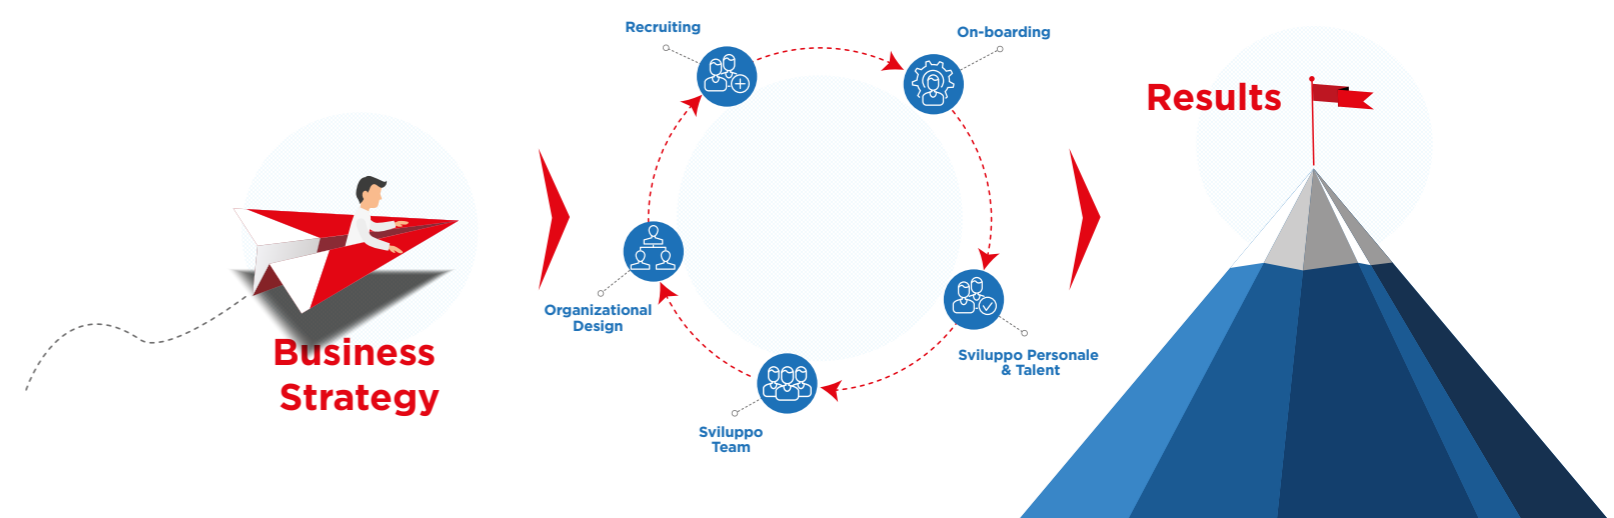 Business
Strategy
Recruiting
On-boarding
Organizational
Design
Sviluppo Personale
& Talent
Sviluppo
Team
Results